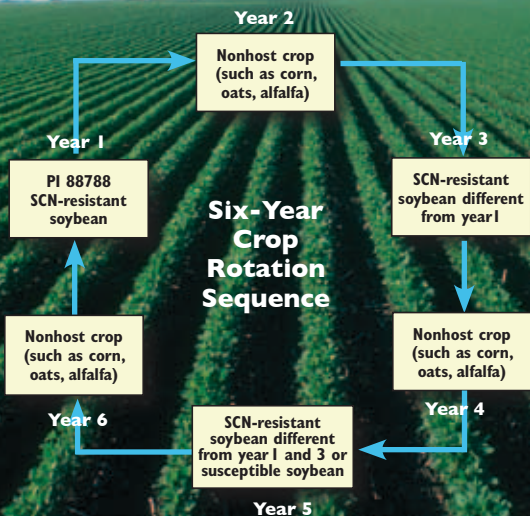 Year 2
Nonhost crop
(such as corn,
oats, alfalfa)
Year 1
PI 88788
SCN-resistant
soybean
Year 3
SCN-resistant
soybean different
from year1
Six-Year
Crop
Rotation
Sequence
Nonhost crop
(such as corn,
oats, alfalfa)
Year 4
SCN-resistant
soybean different
from year1 and 3 or
susceptible soybean
Year 5
Nonhost crop
(such as corn,
oats, alfalfa)
Year 6